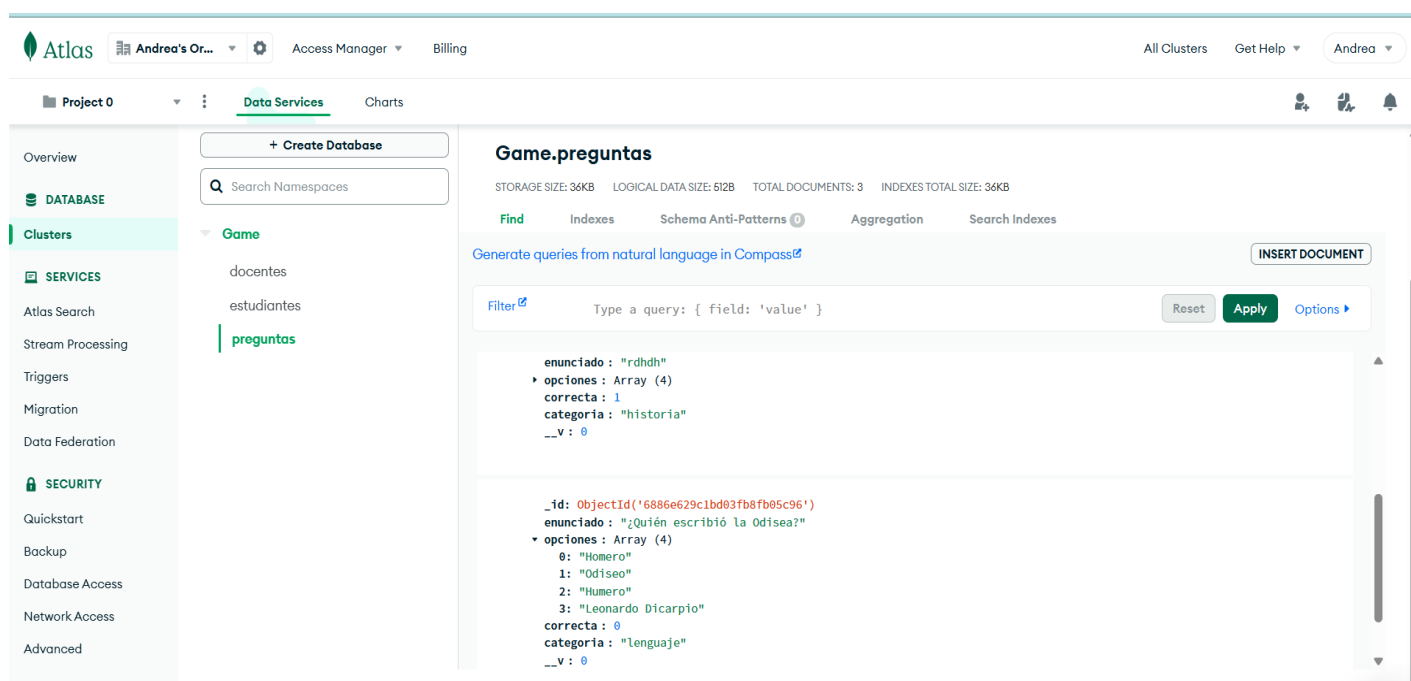 Atlas Andrea's Or... Access Manager Billing All Clusters Get Help Andrea
Project 0 Data Services Charts
Overview
DATABASE
Clusters
SERVICES
Atlas Search
Stream Processing
Triggers
Migration
Data Federation
SECURITY
Quickstart
Backup
Database Access
Network Access
Advanced
+ Create Database
Search Namespaces
Game
docentes
estudiantes
preguntas
Game.preguntas
STORAGE SIZE: 36KB LOGICAL DATA SIZE: 512B TOTAL DOCUMENTS: 3 INDEXES TOTAL SIZE: 36KB
Find Indexes Schema Anti-Patterns 0 Aggregation Search Indexes
Generate queries from natural language in Compass
INSERT DOCUMENT
Filter Type a query: { field: 'value' } Reset Apply Options
enunciado : "rdhdh"
opciones : Array (4)
correcta : 1
categoria : "historia"
__v : 0
_id: ObjectId('6886e629c1bd03fb8fb05c96')
enunciado : "¿Quién escribió la Odisea?"
opciones : Array (4)
0: "Homero"
1: "Odiseo"
2: "Humero"
3: "Leonardo Dicarpio"
correcta : 0
categoria : "lenguaje"
__v : 0